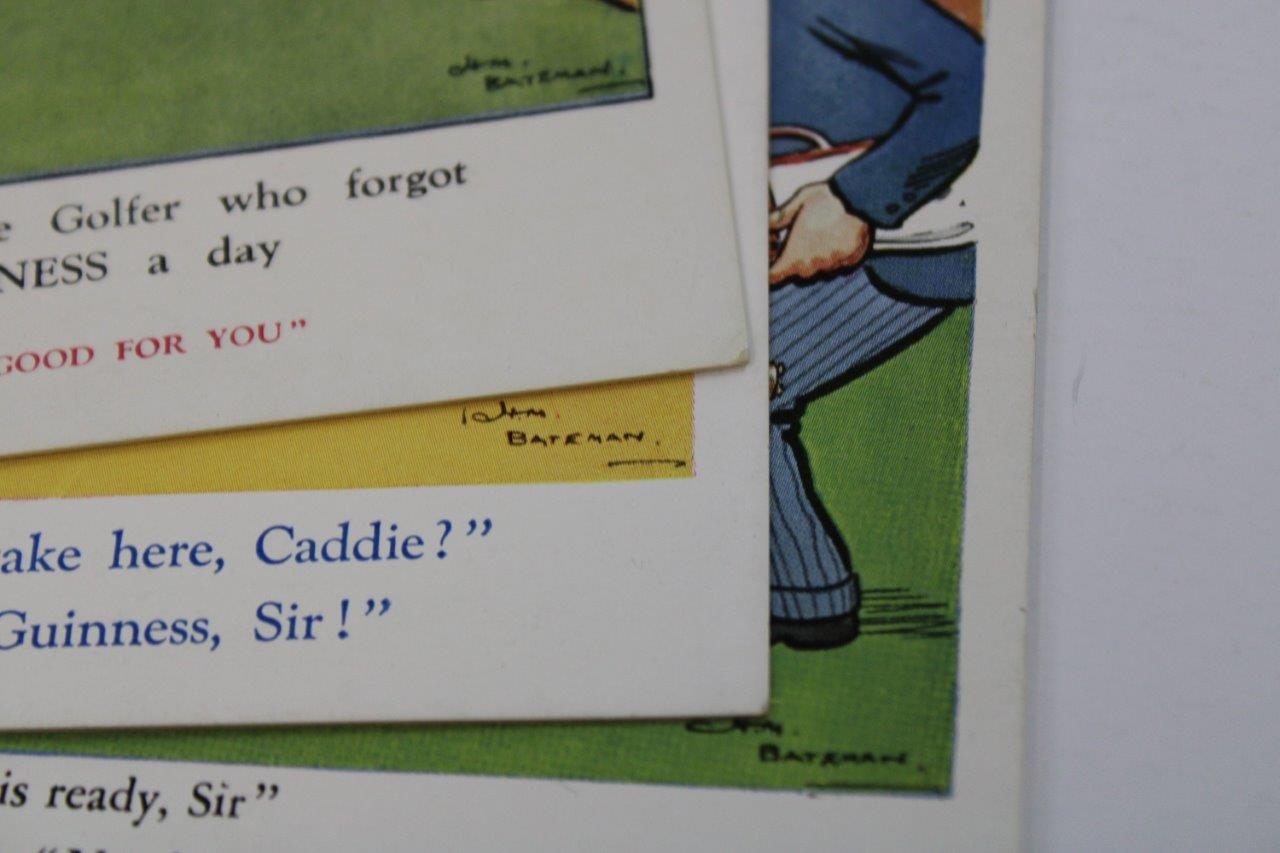 H.M.
BATEMAN.
e Golfer who forgot
NESS a day
GOOD FOR YOU”
H.M.
BATEMAN.
ake here, Caddie?”
Guinness, Sir!”
H.M.
BATEMAN.
is ready, Sir”